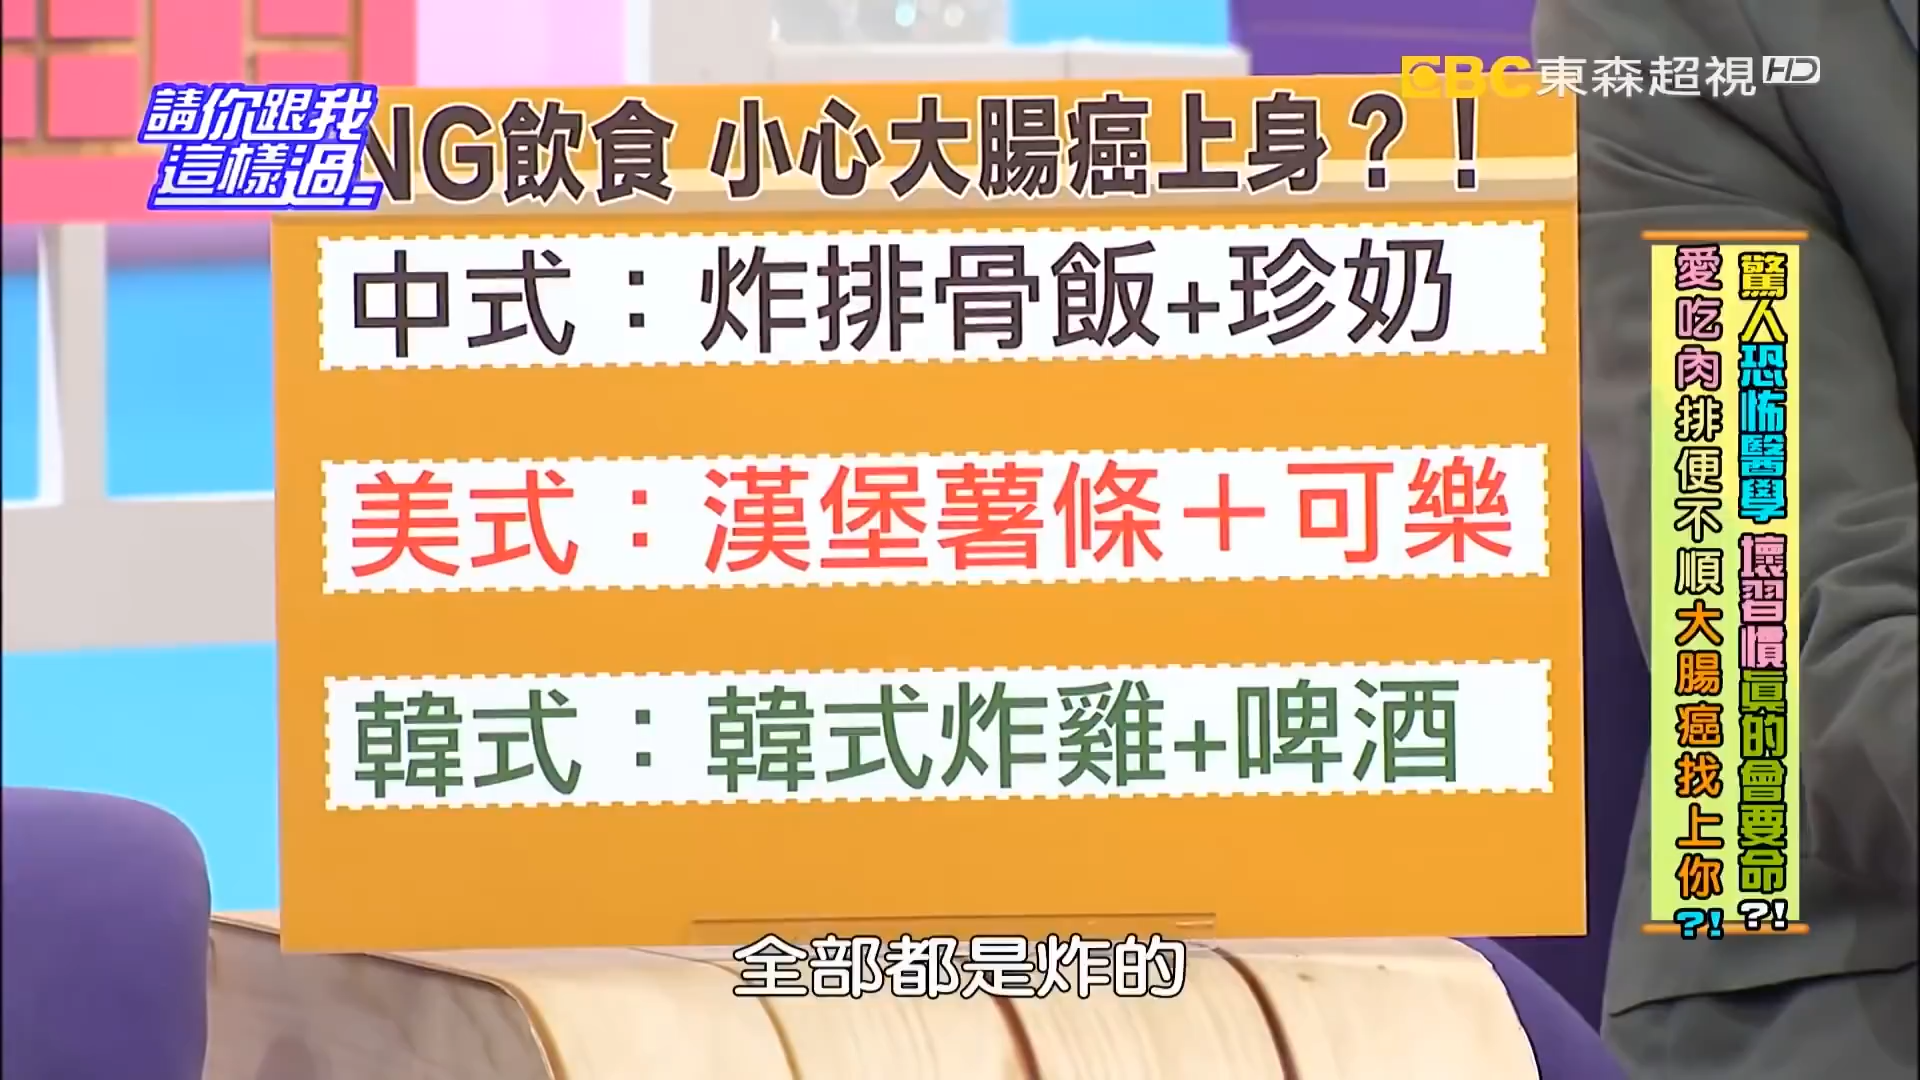 EBC東森超視HD
請你跟我
這樣過
NG飲食 小心大腸癌上身？！
中式：炸排骨飯+珍奶
美式：漢堡薯條＋可樂
韓式：韓式炸雞+啤酒
驚人恐怖醫學 壞習慣真的會要命?!
愛吃肉排便不順大腸癌找上你?!
全部都是炸的